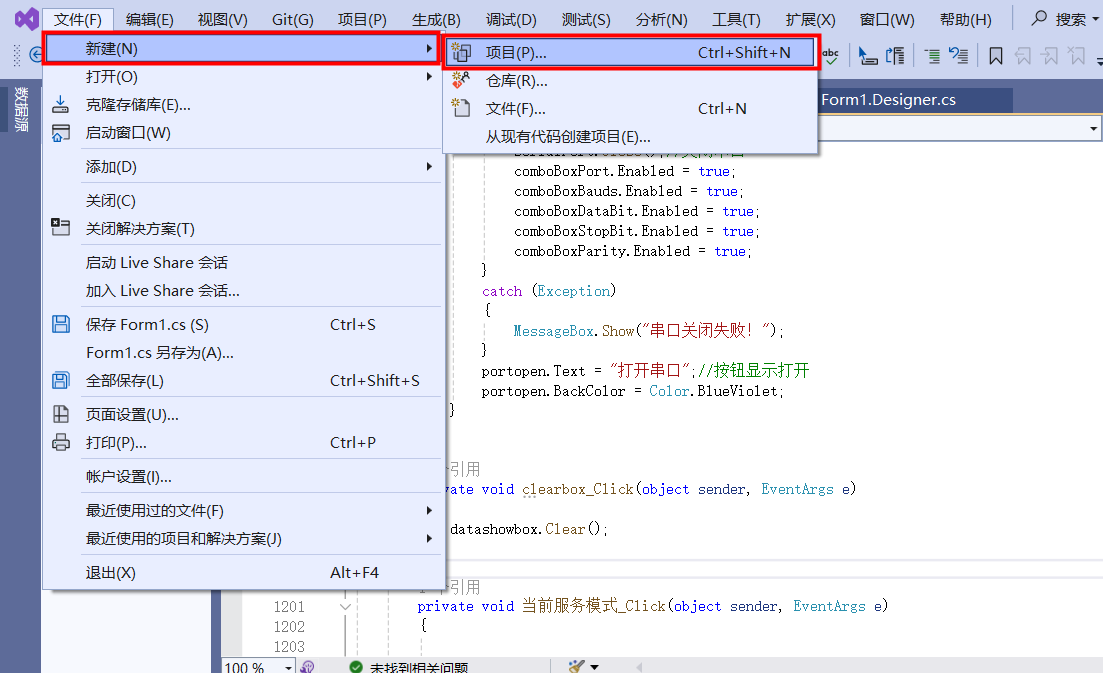 文件(F) 编辑(E) 视图(V) Git(G) 项目(P) 生成(B) 调试(D) 测试(S) 分析(N) 工具(T) 扩展(X) 窗口(W) 帮助(H) 搜索
新建(N)
打开(O)
克隆存储库(E)...
启动窗口(W)
添加(D)
关闭(C)
关闭解决方案(T)
启动 Live Share 会话
加入 Live Share 会话...
保存 Form1.cs (S) Ctrl+S
Form1.cs 另存为(A)...
全部保存(L) Ctrl+Shift+S
页面设置(U)...
打印(P)... Ctrl+P
帐户设置(I)...
最近使用过的文件(F)
最近使用的项目和解决方案(J)
退出(X) Alt+F4
项目(P)... Ctrl+Shift+N
仓库(R)...
文件(F)... Ctrl+N
从现有代码创建项目(E)...
abc
数据源
Form1.Designer.cs
comboBoxPort.Enabled = true;
comboBoxBauds.Enabled = true;
comboBoxDataBit.Enabled = true;
comboBoxStopBit.Enabled = true;
comboBoxParity.Enabled = true;
}
catch (Exception)
{
MessageBox.Show("串口关闭失败! ");
}
portopen.Text = "打开串口";//按钮显示打开
portopen.BackColor = Color.BlueViolet;
}
引用
vate void clearbox_Click(object sender, EventArgs e)
datashowbox.Clear();
引用
1201 private void 当前服务模式_Click(object sender, EventArgs e)
1202 {
1203
100 % 未找到相关问题